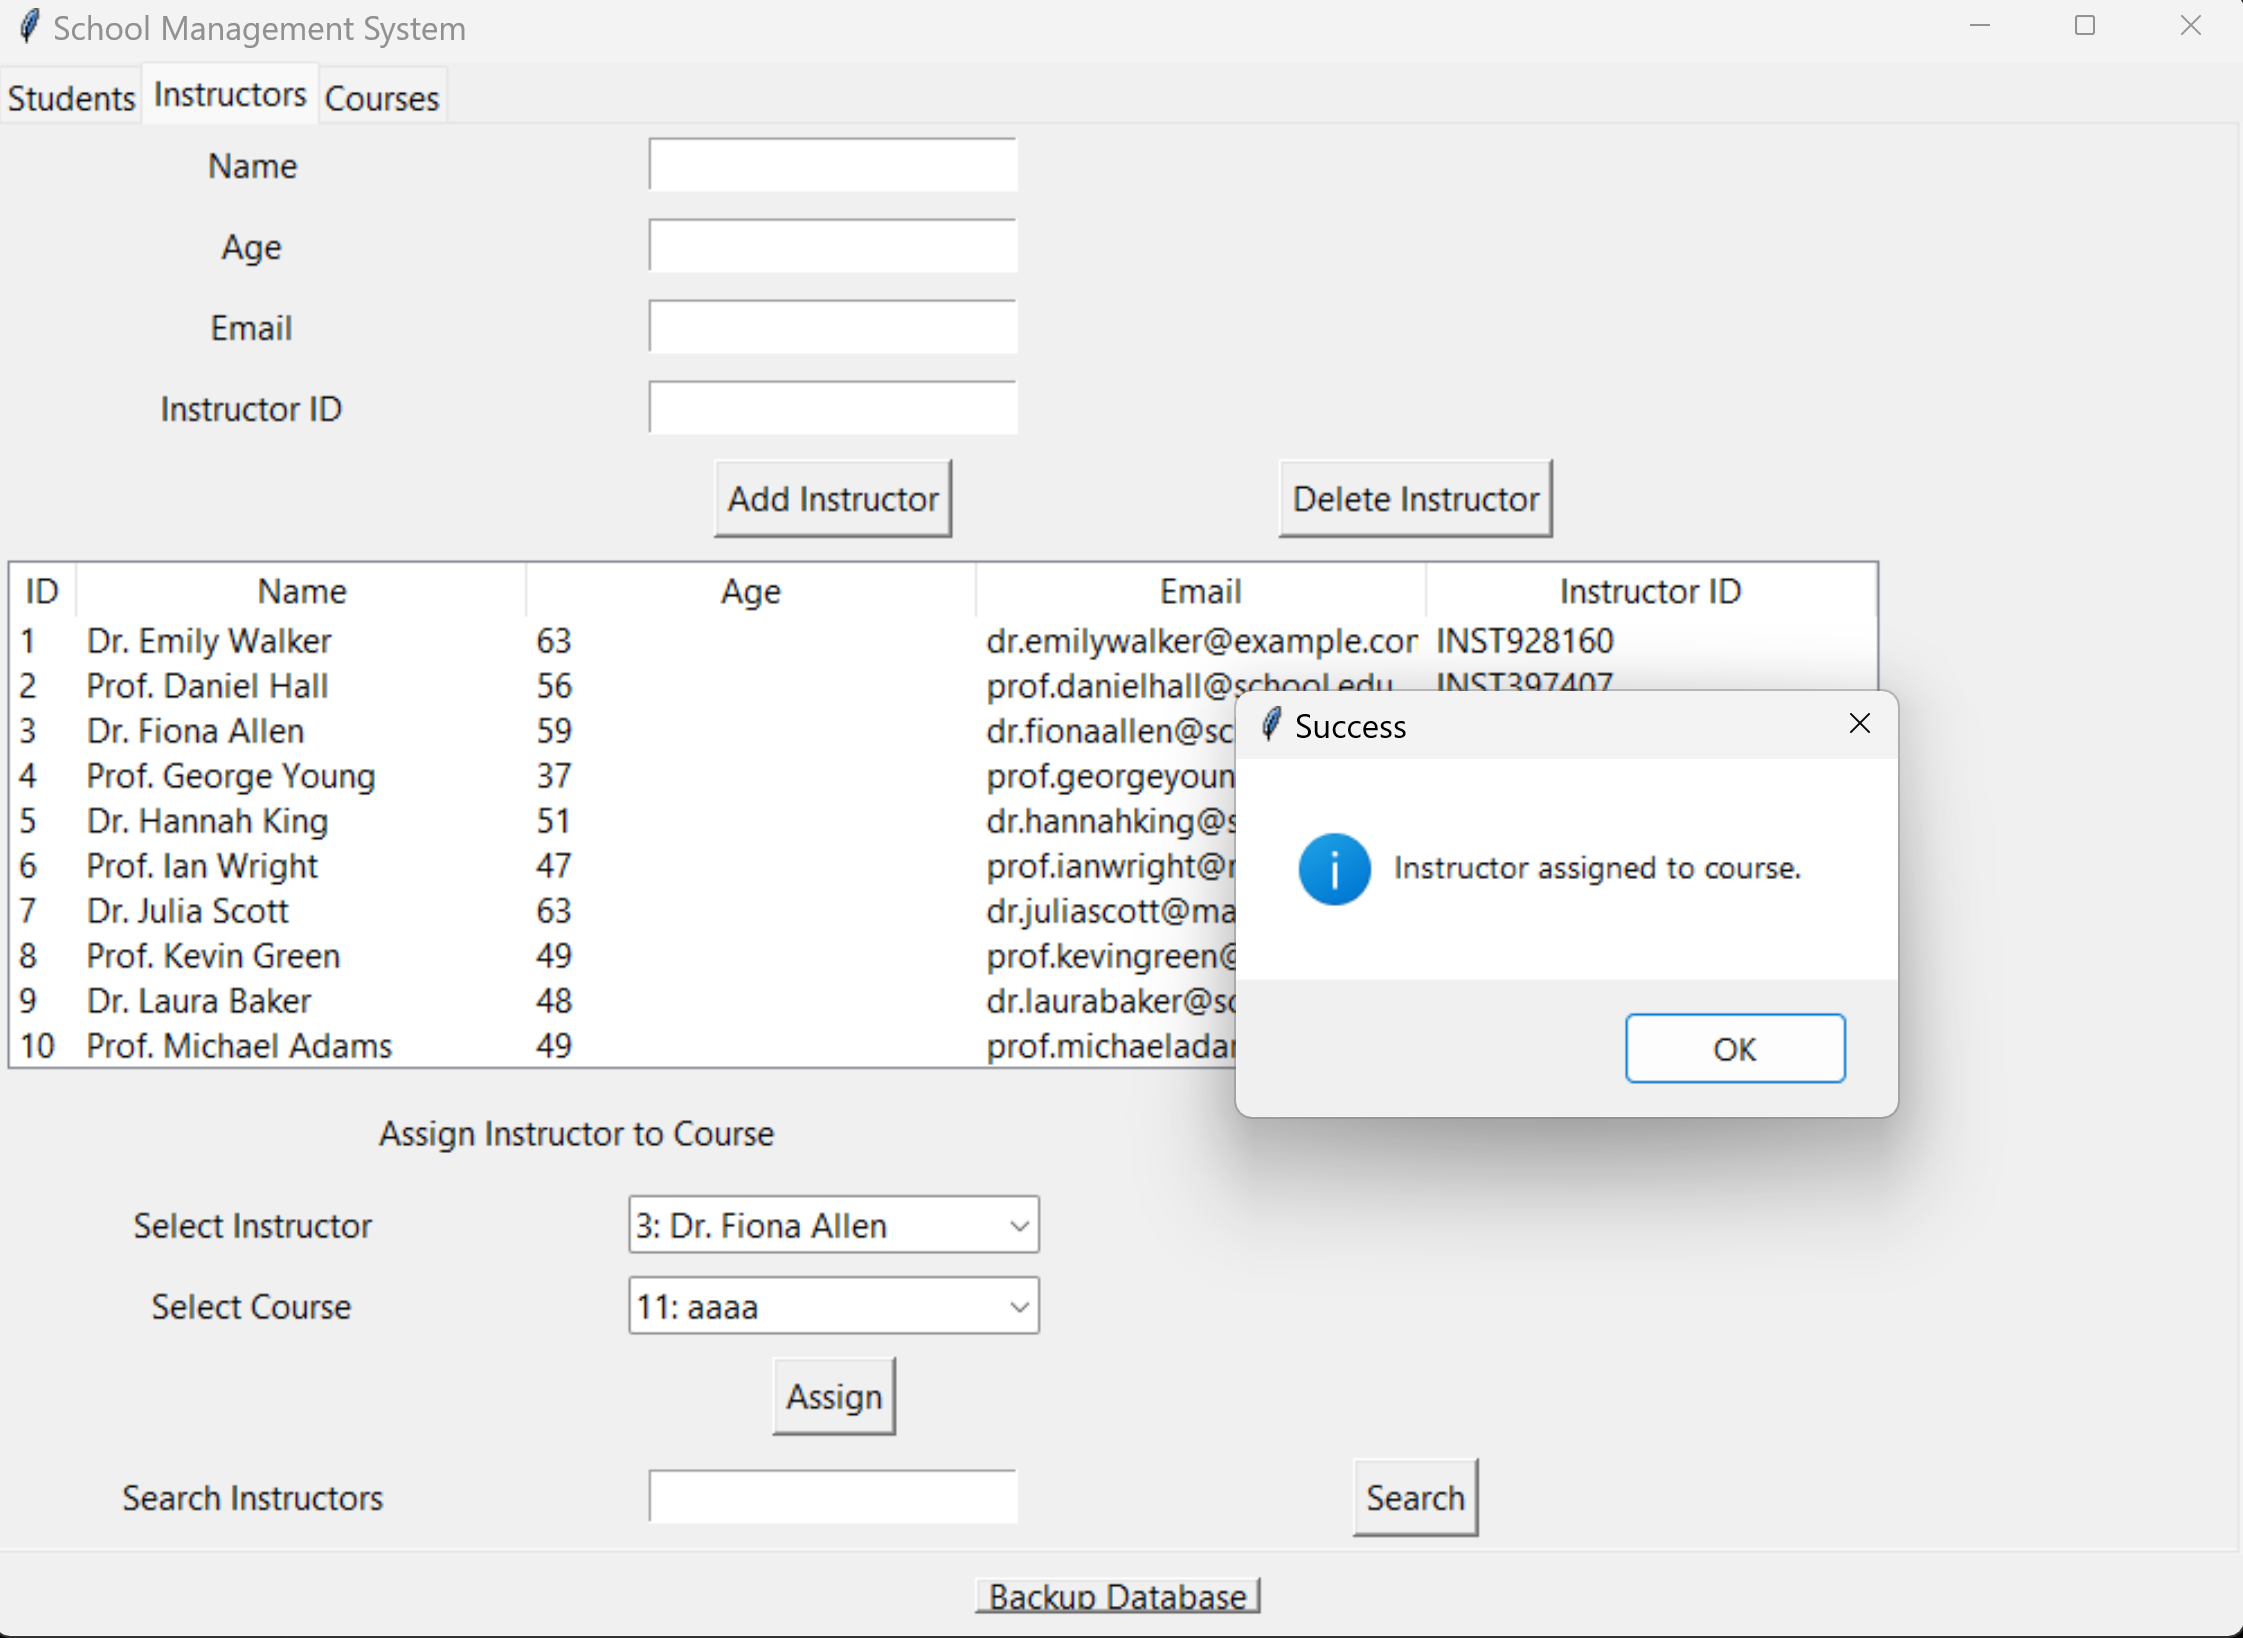 School Management System
Students Instructors Courses
Name
Age
Email
Instructor ID
Add Instructor Delete Instructor
ID Name Age Email Instructor ID
1 Dr. Emily Walker 63 dr.emilywalker@example.com INST928160
2 Prof. Daniel Hall 56 prof.danielhall@school.edu INST397407
3 Dr. Fiona Allen 59 dr.fionaallen@sc
4 Prof. George Young 37 prof.georgeyoun
5 Dr. Hannah King 51 dr.hannahking@s
6 Prof. Ian Wright 47 prof.ianwright@
7 Dr. Julia Scott 63 dr.juliascott@ma
8 Prof. Kevin Green 49 prof.kevingreen@
9 Dr. Laura Baker 48 dr.laurabaker@sc
10 Prof. Michael Adams 49 prof.michaelada
Success
Instructor assigned to course.
OK
Assign Instructor to Course
Select Instructor 3: Dr. Fiona Allen
Select Course 11: aaaa
Assign
Search Instructors Search
Backup Database